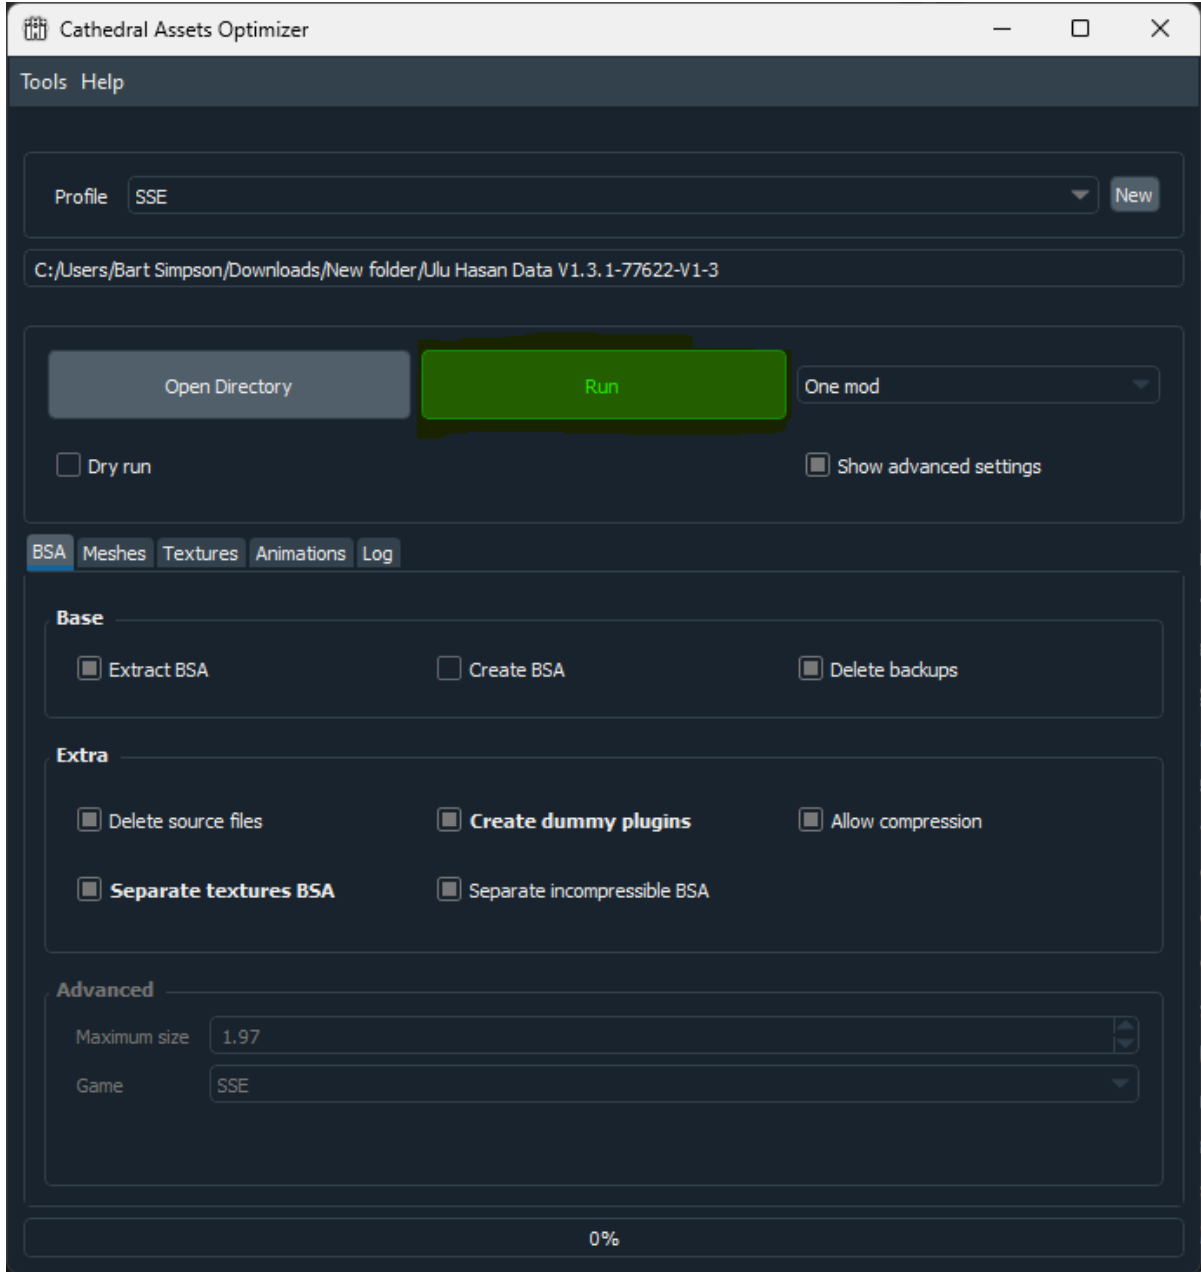 Cathedral Assets Optimizer
Tools Help
Profile SSE New
C:/Users/Bart Simpson/Downloads/New folder/Ulu Hasan Data V1.3.1-77622-V1-3
Open Directory Run One mod
Dry run Show advanced settings
BSA Meshes Textures Animations Log
Base
Extract BSA Create BSA Delete backups
Extra
Delete source files Create dummy plugins Allow compression
Separate textures BSA Separate incompressible BSA
Advanced
Maximum size 1.97
Game SSE
0%